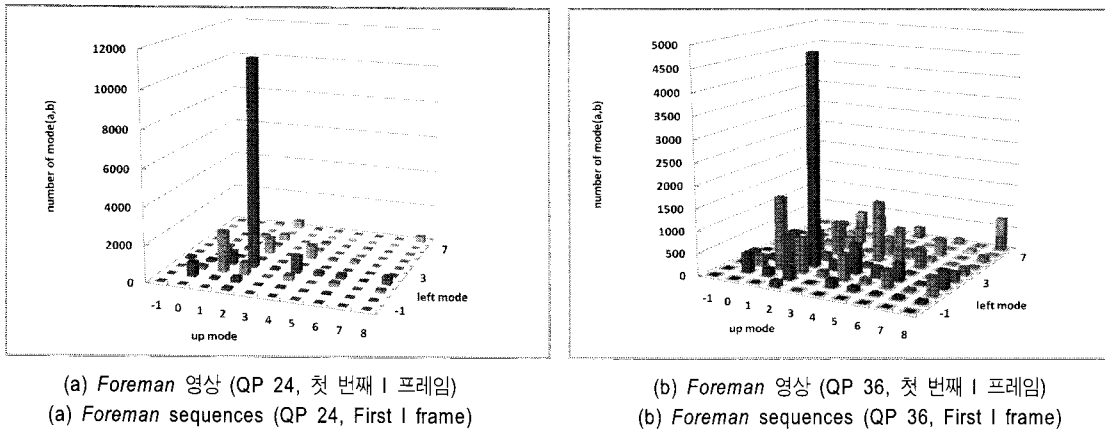 12000
10000
8000
6000
4000
2000
0
number of mode(a,b)
-1 0 1 2 3 4 5 6 7 8
up mode
-1
3
7
left mode
5000
4500
4000
3500
3000
2500
2000
1500
1000
500
0
number of mode(a,b)
-1 0 1 2 3 4 5 6 7 8
up mode
-1
3
7
left mode
(a) Foreman 영상 (QP 24, 첫 번째 I 프레임)
(a) Foreman sequences (QP 24, First I frame)
(b) Foreman 영상 (QP 36, 첫 번째 I 프레임)
(b) Foreman sequences (QP 36, First I frame)